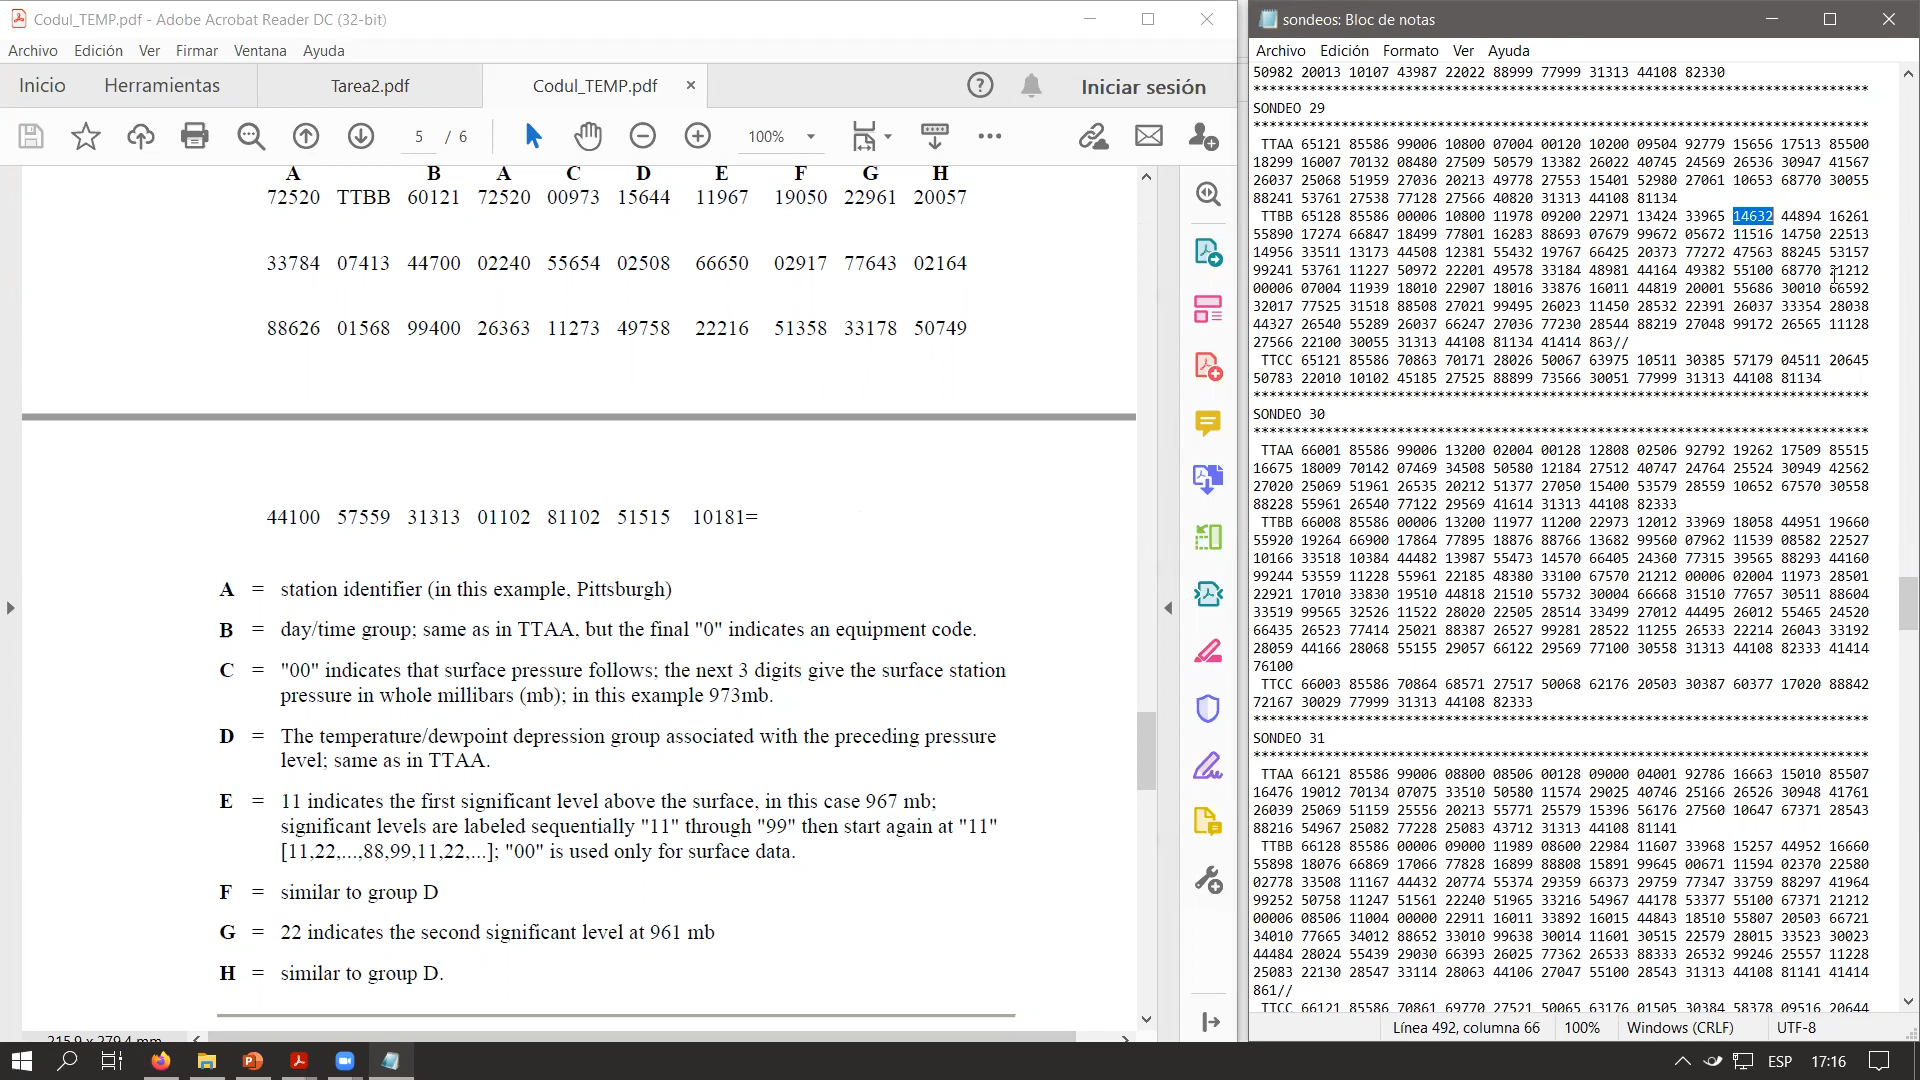 Codul_TEMP.pdf - Adobe Acrobat Reader DC (32-bit)
Archivo Edición Ver Firmar Ventana Ayuda
Inicio Herramientas Tarea2.pdf Codul_TEMP.pdf × Iniciar sesión
5 / 6 100%
A B A C D E F G H
72520 TTBB 60121 72520 00973 15644 11967 19050 22961 20057
33784 07413 44700 02240 55654 02508 66650 02917 77643 02164
88626 01568 99400 26363 11273 49758 22216 51358 33178 50749
44100 57559 31313 01102 81102 51515 10181=
A = station identifier (in this example, Pittsburgh)
B = day/time group; same as in TTAA, but the final "0" indicates an equipment code.
C = "00" indicates that surface pressure follows; the next 3 digits give the surface station
pressure in whole millibars (mb); in this example 973mb.
D = The temperature/dewpoint depression group associated with the preceding pressure
level; same as in TTAA.
E = 11 indicates the first significant level above the surface, in this case 967 mb;
significant levels are labeled sequentially "11" through "99" then start again at "11"
[11,22,...,88,99,11,22,...]; "00" is used only for surface data.
F = similar to group D
G = 22 indicates the second significant level at 961 mb
H = similar to group D.
215,9 x 279,4 mm
sondeos: Bloc de notas
Archivo Edición Formato Ver Ayuda
50982 20013 10107 43987 22022 88999 77999 31313 44108 82330
*****************************************************************************
SONDEO 29
*****************************************************************************
TTAA 65121 85586 99006 10800 07004 00120 10200 09504 92779 15656 17513 85500
18299 16007 70132 08480 27509 50579 13382 26022 40745 24569 26536 30947 41567
26037 25068 51959 27036 20213 49778 27553 15401 52980 27061 10653 68770 30055
88241 53761 27538 77128 27566 40820 31313 44108 81134
TTBB 65128 85586 00006 10800 11978 09200 22971 13424 33965 14632 44894 16261
55890 17274 66847 18499 77801 16283 88693 07679 99672 05672 11516 14750 22513
14956 33511 13173 44508 12381 55432 19767 66425 20373 77272 47563 88245 53157
99241 53761 11227 50972 22201 49578 33184 48981 44164 49382 55100 68770 21212
00006 07004 11939 18010 22907 18016 33876 16011 44819 20001 55686 30010 66592
32017 77525 31518 88508 27021 99495 26023 11450 28532 22391 26037 33354 28038
44327 26540 55289 26037 66247 27036 77230 28544 88219 27048 99172 26565 11128
27566 22100 30055 31313 44108 81134 41414 863//
TTCC 65121 85586 70863 70171 28026 50067 63975 10511 30385 57179 04511 20645
50783 22010 10102 45185 27525 88899 73566 30051 77999 31313 44108 81134
*****************************************************************************
SONDEO 30
*****************************************************************************
TTAA 66001 85586 99006 13200 02004 00128 12808 02506 92792 19262 17509 85515
16675 18009 70142 07469 34508 50580 12184 27512 40747 24764 25524 30949 42562
27020 25069 51961 26535 20212 51377 27050 15400 53579 28559 10652 67570 30558
88228 55961 26540 77122 29569 41614 31313 44108 82333
TTBB 66008 85586 00006 13200 11977 11200 22973 12012 33969 18058 44951 19660
55920 19264 66900 17864 77895 18876 88766 13682 99560 07962 11539 08582 22527
10166 33518 10384 44482 13987 55473 14570 66405 24360 77315 39565 88293 44160
99244 53559 11228 55961 22185 48380 33100 67570 21212 00006 02004 11973 28501
22921 17010 33830 19510 44818 21510 55732 30004 66668 31510 77657 30511 88604
33519 99565 32526 11522 28020 22505 28514 33499 27012 44495 26012 55465 24520
66435 26523 77414 25021 88387 26527 99281 28522 11255 26533 22214 26043 33192
28059 44166 28068 55155 29057 66122 29569 77100 30558 31313 44108 82333 41414
76100
TTCC 66003 85586 70864 68571 27517 50068 62176 20503 30387 60377 17020 88842
72167 30029 77999 31313 44108 82333
*****************************************************************************
SONDEO 31
*****************************************************************************
TTAA 66121 85586 99006 08800 08506 00128 09000 04001 92786 16663 15010 85507
16476 19012 70134 07075 33510 50580 11574 29025 40746 25166 26526 30948 41761
26039 25069 51159 25556 20213 55771 25579 15396 56176 27560 10647 67371 28543
88216 54967 25082 77228 25083 43712 31313 44108 81141
TTBB 66128 85586 00006 09000 11989 08600 22984 11607 33968 15257 44952 16660
55898 18076 66869 17066 77828 16899 88808 15891 99645 00671 11594 02370 22580
02778 33508 11167 44432 20774 55374 29359 66373 29759 77347 33759 88297 41964
99252 50758 11247 51561 22240 51965 33216 54967 44178 53377 55100 67371 21212
00006 08506 11004 00000 22911 16011 33892 16015 44843 18510 55807 20503 66721
34010 77665 34012 88652 33010 99638 30014 11601 30515 22579 28015 33523 30023
44484 28024 55439 29030 66393 26025 77362 26533 88333 26532 99246 25557 11228
25083 22130 28547 33114 28063 44106 27047 55100 28543 31313 44108 81141 41414
861//
TTCC 66121 85586 70861 69770 27521 50065 63176 01505 30384 58378 09516 20644
Línea 492, columna 66 100% Windows (CRLF) UTF-8
ESP 17:16